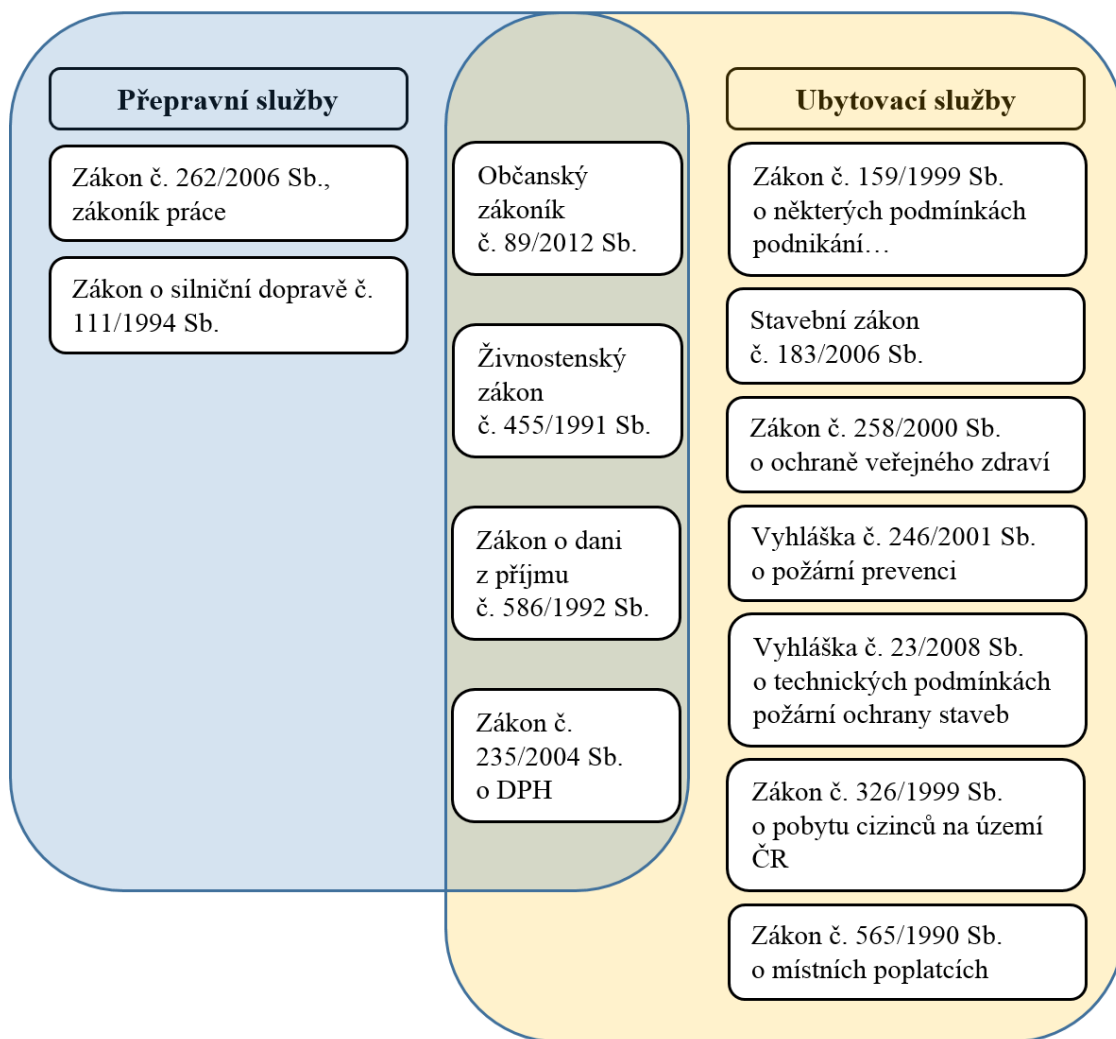 Přepravní služby
Zákon č. 262/2006 Sb.,
zákoník práce
Zákon o silniční dopravě č.
111/1994 Sb.
Občanský
zákoník
č. 89/2012 Sb.
Živnostenský
zákon
č. 455/1991 Sb.
Zákon o dani
z příjmu
č. 586/1992 Sb.
Zákon č.
235/2004 Sb.
o DPH
Ubytovací služby
Zákon č. 159/1999 Sb.
o některých podmínkách
podnikání…
Stavební zákon
č. 183/2006 Sb.
Zákon č. 258/2000 Sb.
o ochraně veřejného zdraví
Vyhláška č. 246/2001 Sb.
o požární prevenci
Vyhláška č. 23/2008 Sb.
o technických podmínkách
požární ochrany staveb
Zákon č. 326/1999 Sb.
o pobytu cizinců na území
ČR
Zákon č. 565/1990 Sb.
o místních poplatcích